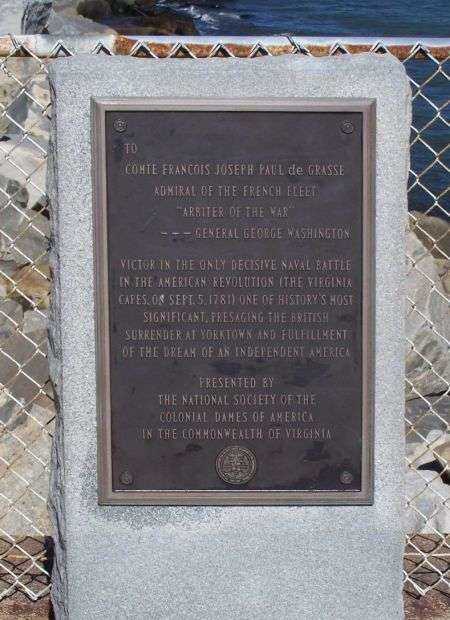 TO
COMTE FRANCOIS JOSEPH PAUL de GRASSE
ADMIRAL OF THE FRENCH FLEET
"ARBITER OF THE WAR"
--- GENERAL GEORGE WASHINGTON
VICTOR IN THE ONLY DECISIVE NAVAL BATTLE
IN THE AMERICAN REVOLUTION (THE VIRGINIA
CAPES, ON SEPT. 5, 1781) ONE OF HISTORY'S MOST
SIGNIFICANT, PRESAGING THE BRITISH
SURRENDER AT YORKTOWN AND FULFILLMENT
OF THE DREAM OF AN INDEPENDENT AMERICA
PRESENTED BY
THE NATIONAL SOCIETY OF THE
COLONIAL DAMES OF AMERICA
IN THE COMMONWEALTH OF VIRGINIA